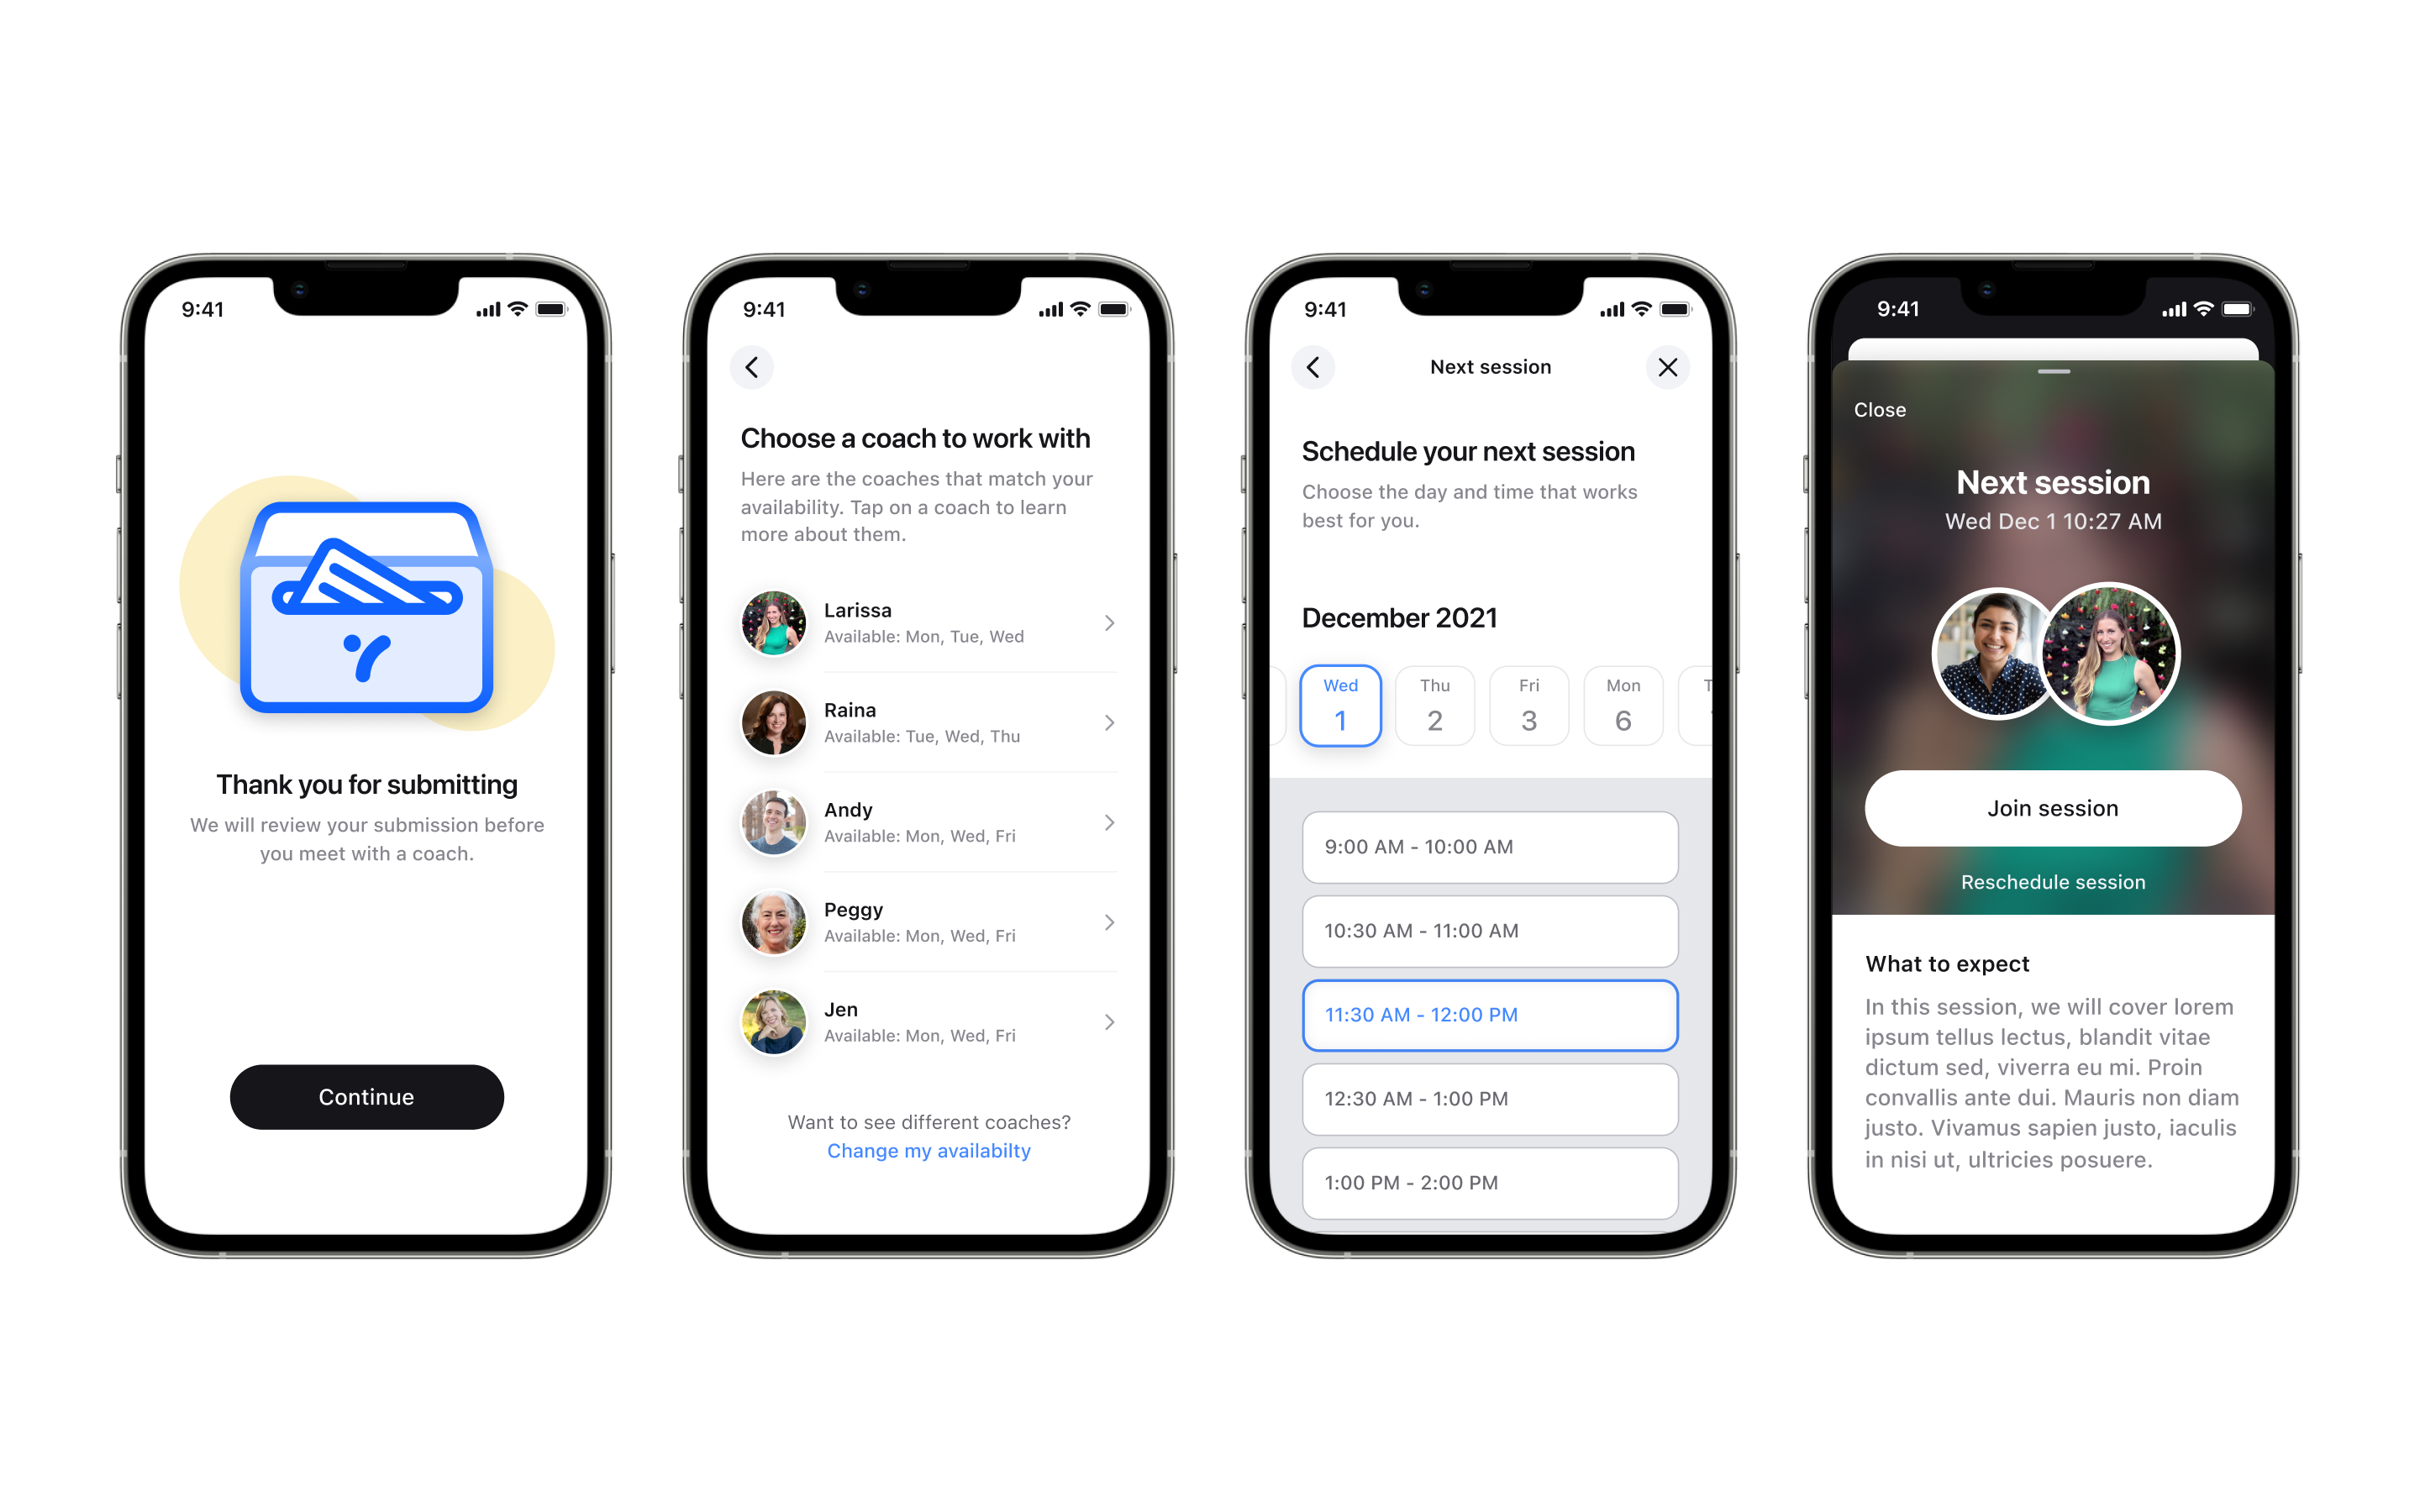 9:41
Thank you for submitting
We will review your submission before
you meet with a coach.
Continue
9:41
Choose a coach to work with
Here are the coaches that match your
availability. Tap on a coach to learn
more about them.
Larissa
Available: Mon, Tue, Wed
Raina
Available: Tue, Wed, Thu
Andy
Available: Mon, Wed, Fri
Peggy
Available: Mon, Wed, Fri
Jen
Available: Mon, Wed, Fri
Want to see different coaches?
Change my availabilty
9:41
Next session
Schedule your next session
Choose the day and time that works
best for you.
December 2021
Wed Thu Fri Mon T
1 2 3 6
9:00 AM - 10:00 AM
10:30 AM - 11:00 AM
11:30 AM - 12:00 PM
12:30 AM - 1:00 PM
1:00 PM - 2:00 PM
9:41
Close
Next session
Wed Dec 1 10:27 AM
Join session
Reschedule session
What to expect
In this session, we will cover lorem
ipsum tellus lectus, blandit vitae
dictum sed, viverra eu mi. Proin
convallis ante dui. Mauris non diam
justo. Vivamus sapien justo, iaculis
in nisi ut, ultricies posuere.